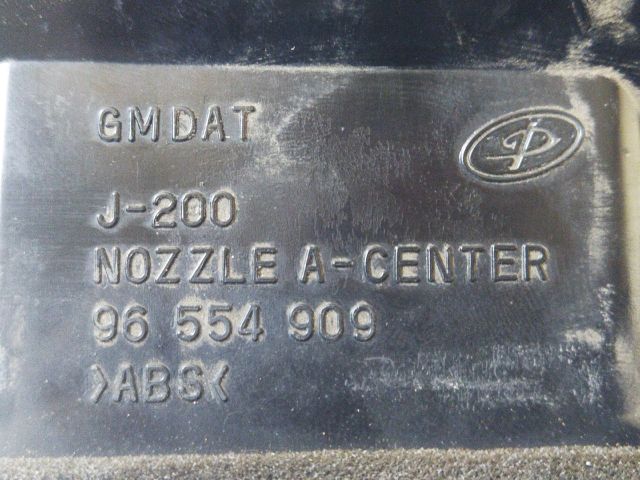 GMDAT
J-200
NOZZLE A-CENTER
96 554 909
>ABS<